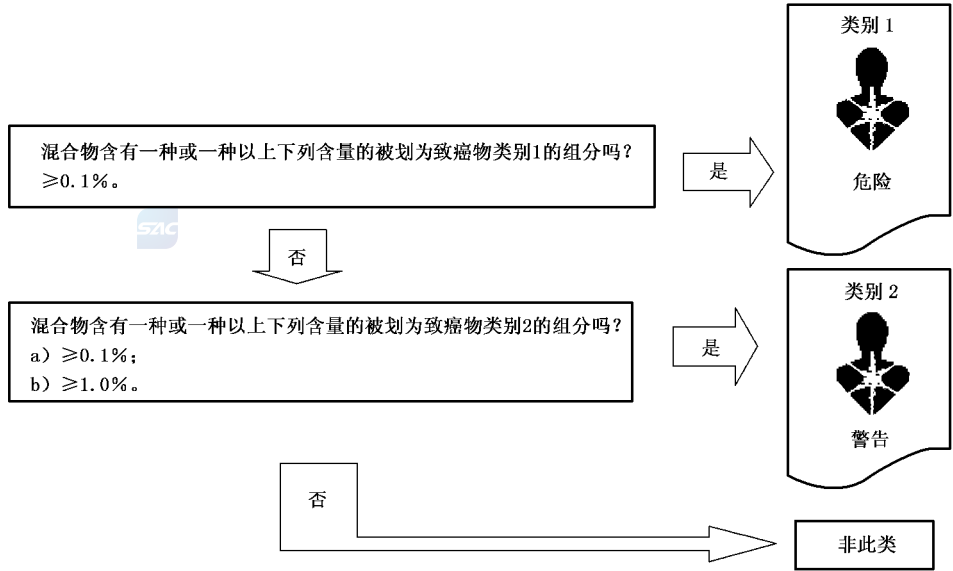 类别 1
混合物含有一种或一种以上下列含量的被划为致癌物类别1的组分吗？
≥0.1%。
是
危险
SAC
否
类别 2
混合物含有一种或一种以上下列含量的被划为致癌物类别2的组分吗？
a）≥0.1%；
b）≥1.0%。
是
警告
否
非此类